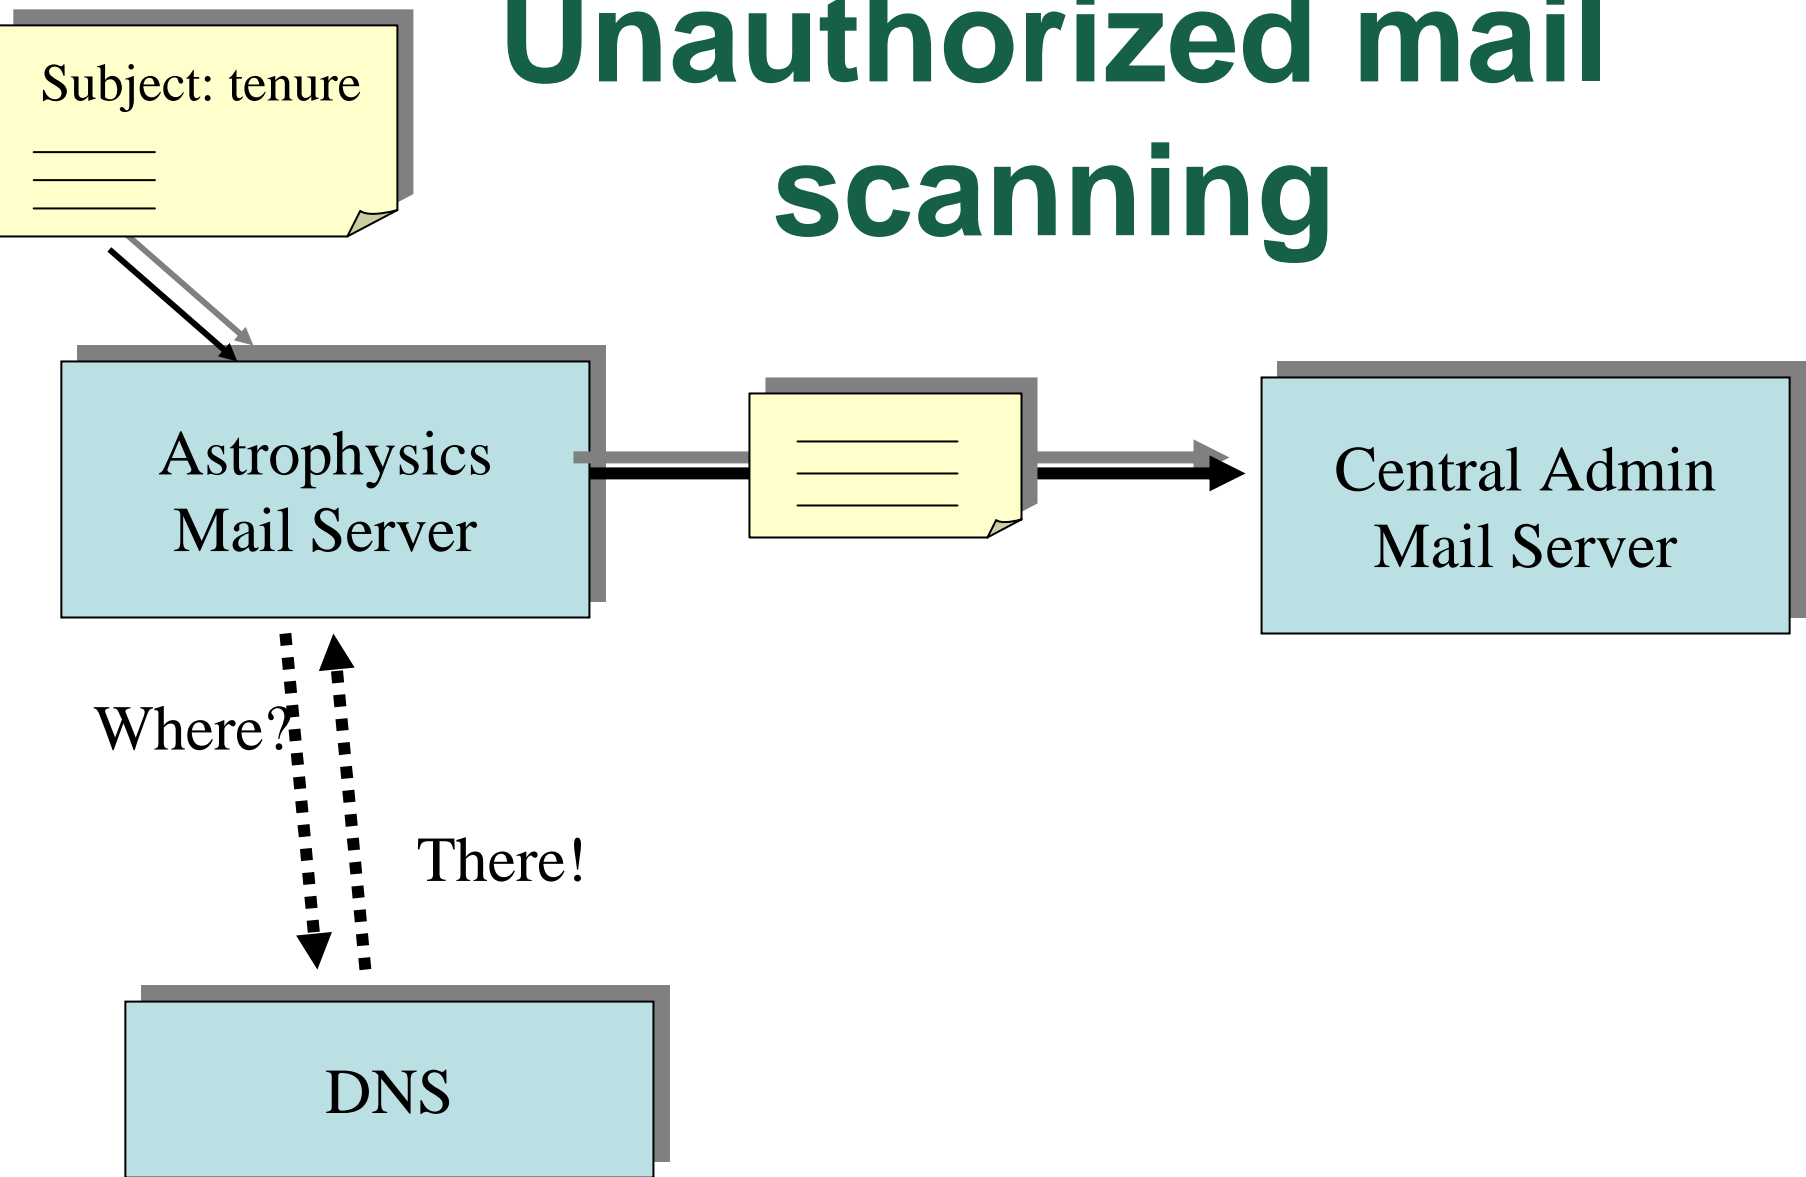 Unauthorized mail
scanning
Subject: tenure
Astrophysics
Mail Server
Central Admin
Mail Server
Where?
There!
DNS